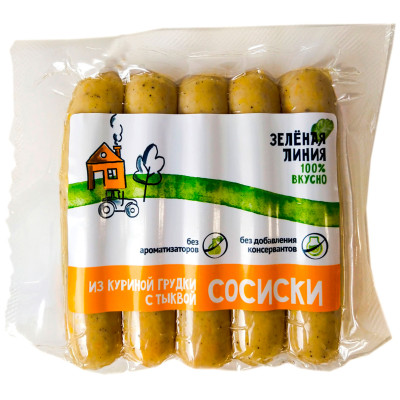 ЗЕЛЁНАЯ
ЛИНИЯ
100%
ВКУСНО
без
ароматизаторов
без добавления
консервантов
ИЗ КУРИНОЙ ГРУДКИ
С ТЫКВОЙ
СОСИСКИ